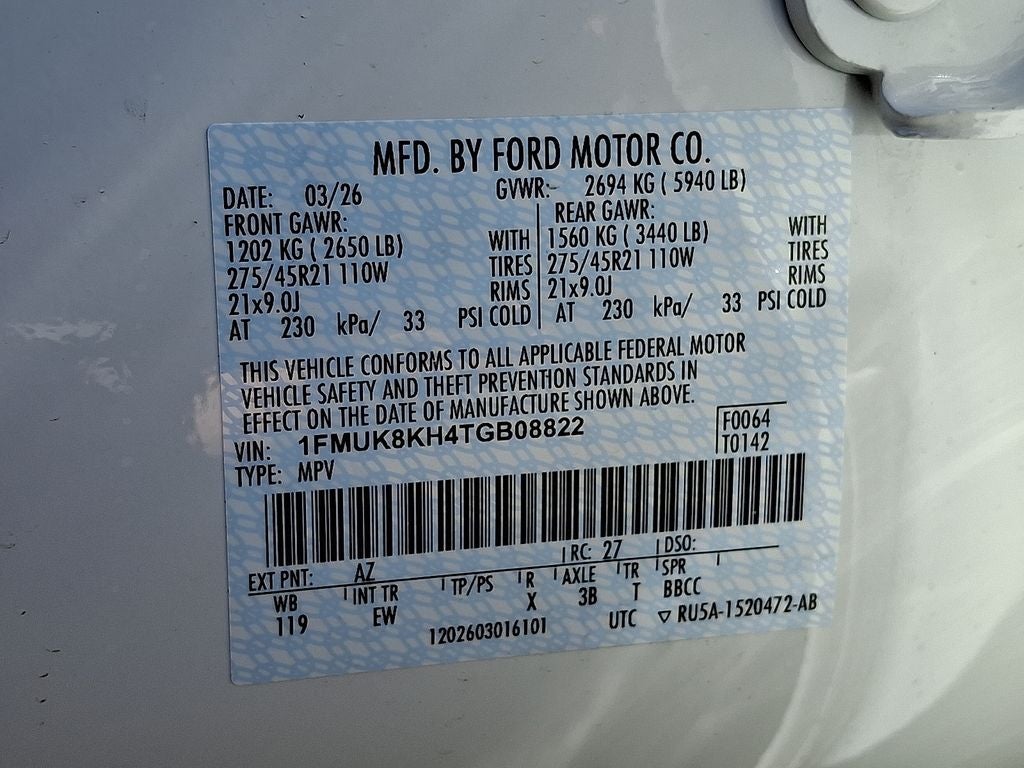 MFD. BY FORD MOTOR CO.
DATE: 03/26 GVWR:- 2694 KG ( 5940 LB)
FRONT GAWR: REAR GAWR:
1202 KG ( 2650 LB) WITH 1560 KG ( 3440 LB) WITH
275/45R21 110W TIRES 275/45R21 110W TIRES
21x9.0J RIMS 21x9.0J RIMS
AT 230 kPa/ 33 PSI COLD AT 230 kPa/ 33 PSI COLD
THIS VEHICLE CONFORMS TO ALL APPLICABLE FEDERAL MOTOR
VEHICLE SAFETY AND THEFT PREVENTION STANDARDS IN
EFFECT ON THE DATE OF MANUFACTURE SHOWN ABOVE.
VIN: 1FMUK8KH4TGB08822 F0064
TYPE: MPV T0142
EXT PNT: AZ RC: 27 DSO:
WB INT TR TP/PS R AXLE TR SPR
119 EW X 3B T BBCC
1202603016101 UTC ▽ RU5A-1520472-AB